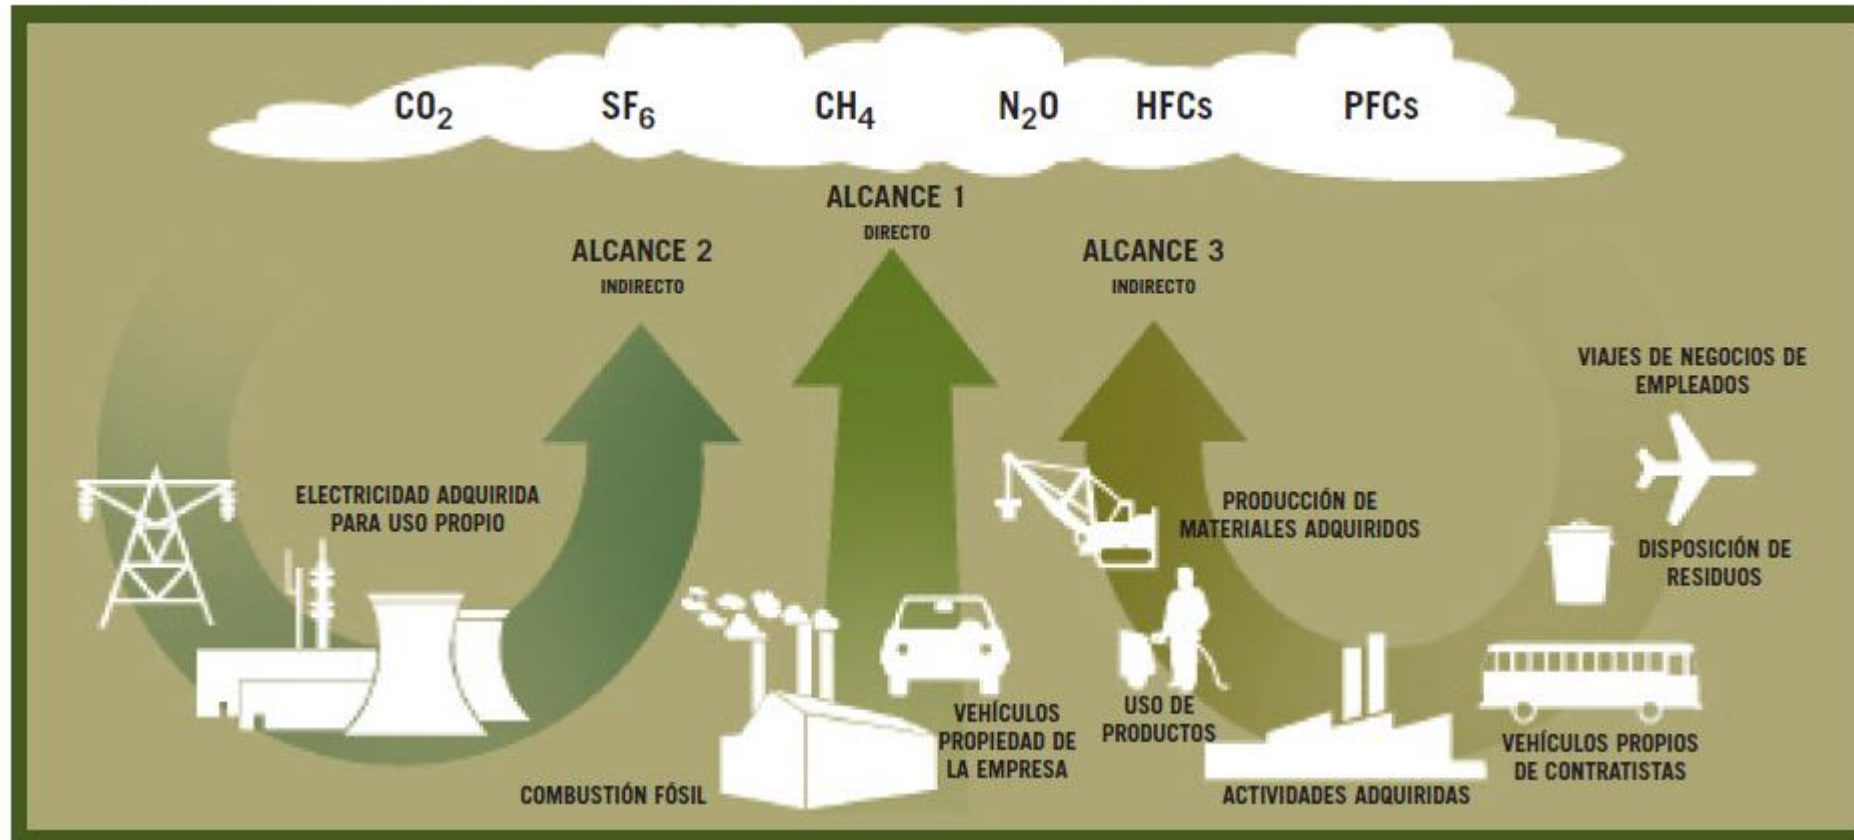 CO₂ SF₆ CH₄ N₂O HFCs PFCs
ALCANCE 1
DIRECTO
ALCANCE 2
INDIRECTO
ALCANCE 3
INDIRECTO
VIAJES DE NEGOCIOS DE
EMPLEADOS
ELECTRICIDAD ADQUIRIDA
PARA USO PROPIO
PRODUCCIÓN DE
MATERIALES ADQUIRIDOS
DISPOSICIÓN DE
RESIDUOS
VEHÍCULOS
PROPIEDAD DE
LA EMPRESA
USO DE
PRODUCTOS
VEHÍCULOS PROPIOS
DE CONTRATISTAS
COMBUSTIÓN FÓSIL
ACTIVIDADES ADQUIRIDAS